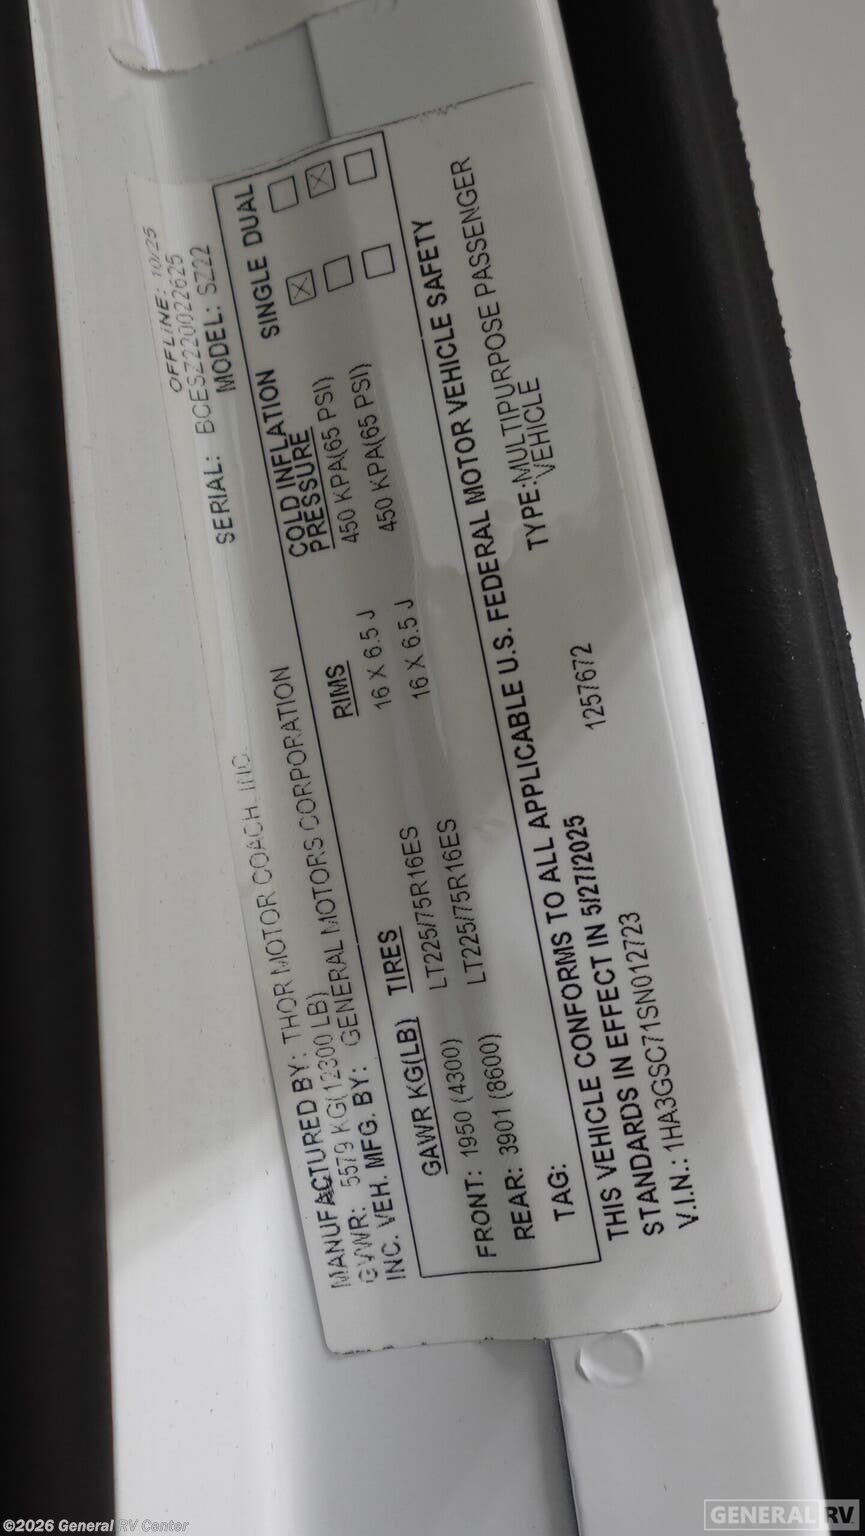 OFFLINE: 10/25
SERIAL: BCESZ220022625
MODEL: SZ22
MANUFACTURED BY: THOR MOTOR COACH, INC.
GVWR: 5579 KG(12300 LB)
INC. VEH. MFG. BY: GENERAL MOTORS CORPORATION
GAWR KG(LB) TIRES RIMS COLD INFLATION PRESSURE SINGLE DUAL
FRONT: 1950 (4300) LT225/75R16ES 16 X 6.5 J 450 KPA(65 PSI) ☒ ☐
REAR: 3901 (8600) LT225/75R16ES 16 X 6.5 J 450 KPA(65 PSI) ☐ ☒
TAG: ☐ ☐
THIS VEHICLE CONFORMS TO ALL APPLICABLE U.S. FEDERAL MOTOR VEHICLE SAFETY
STANDARDS IN EFFECT IN 5/27/2025
V.I.N.: 1HA3GSC71SN012723
1257672
TYPE:MULTIPURPOSE PASSENGER
VEHICLE
©2026 General RV Center
GENERAL RV